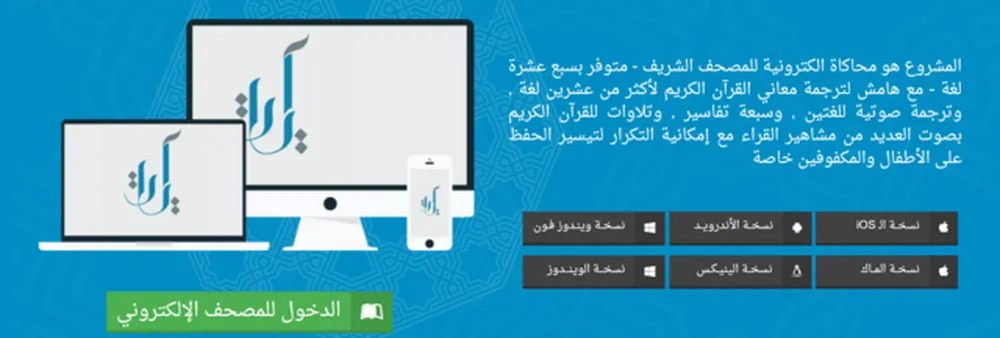 المشروع هو محاكاة الكترونية للمصحف الشريف - متوفر بسبع عشرة
لغة - مع هامش لترجمة معاني القرآن الكريم لأكثر من عشرين لغة ,
وترجمة صوتية للغتين , وسبعة تفاسير , وتلاوات للقرآن الكريم
بصوت العديد من مشاهير القراء مع إمكانية التكرار لتيسير الحفظ
على الأطفال والمكفوفين خاصة
نسخة الـ iOS
نسخة الأندرويد
نسخة ويندوز فون
نسخة الماك
نسخة الينيكس
نسخة الويندوز
الدخول للمصحف الإلكتروني
آيات
آيات
آيات